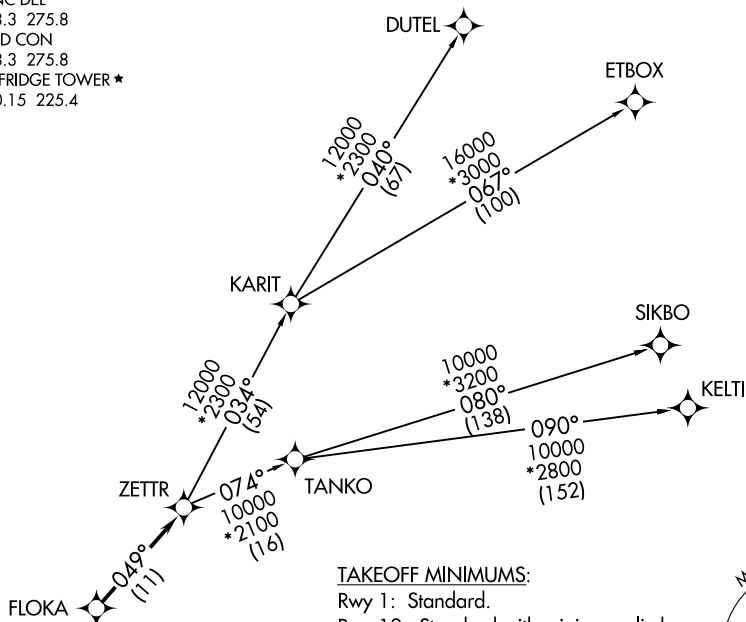 NC DEL
3.3 275.8
D CON
3.3 275.8
FRIDGE TOWER ★
0.15 225.4
DUTEL
ETBOX
12000
*2300
040°
(67)
16000
*3000
067°
(100)
KARIT
SIKBO
12000
*2300
034°
(54)
10000
*3200
080°
(138)
KELTI
090°
10000
*2800
(152)
ZETTR
074°
10000
*2100
(16)
TANKO
049°
(11)
FLOKA
TAKEOFF MINIMUMS:
Rwy 1: Standard.